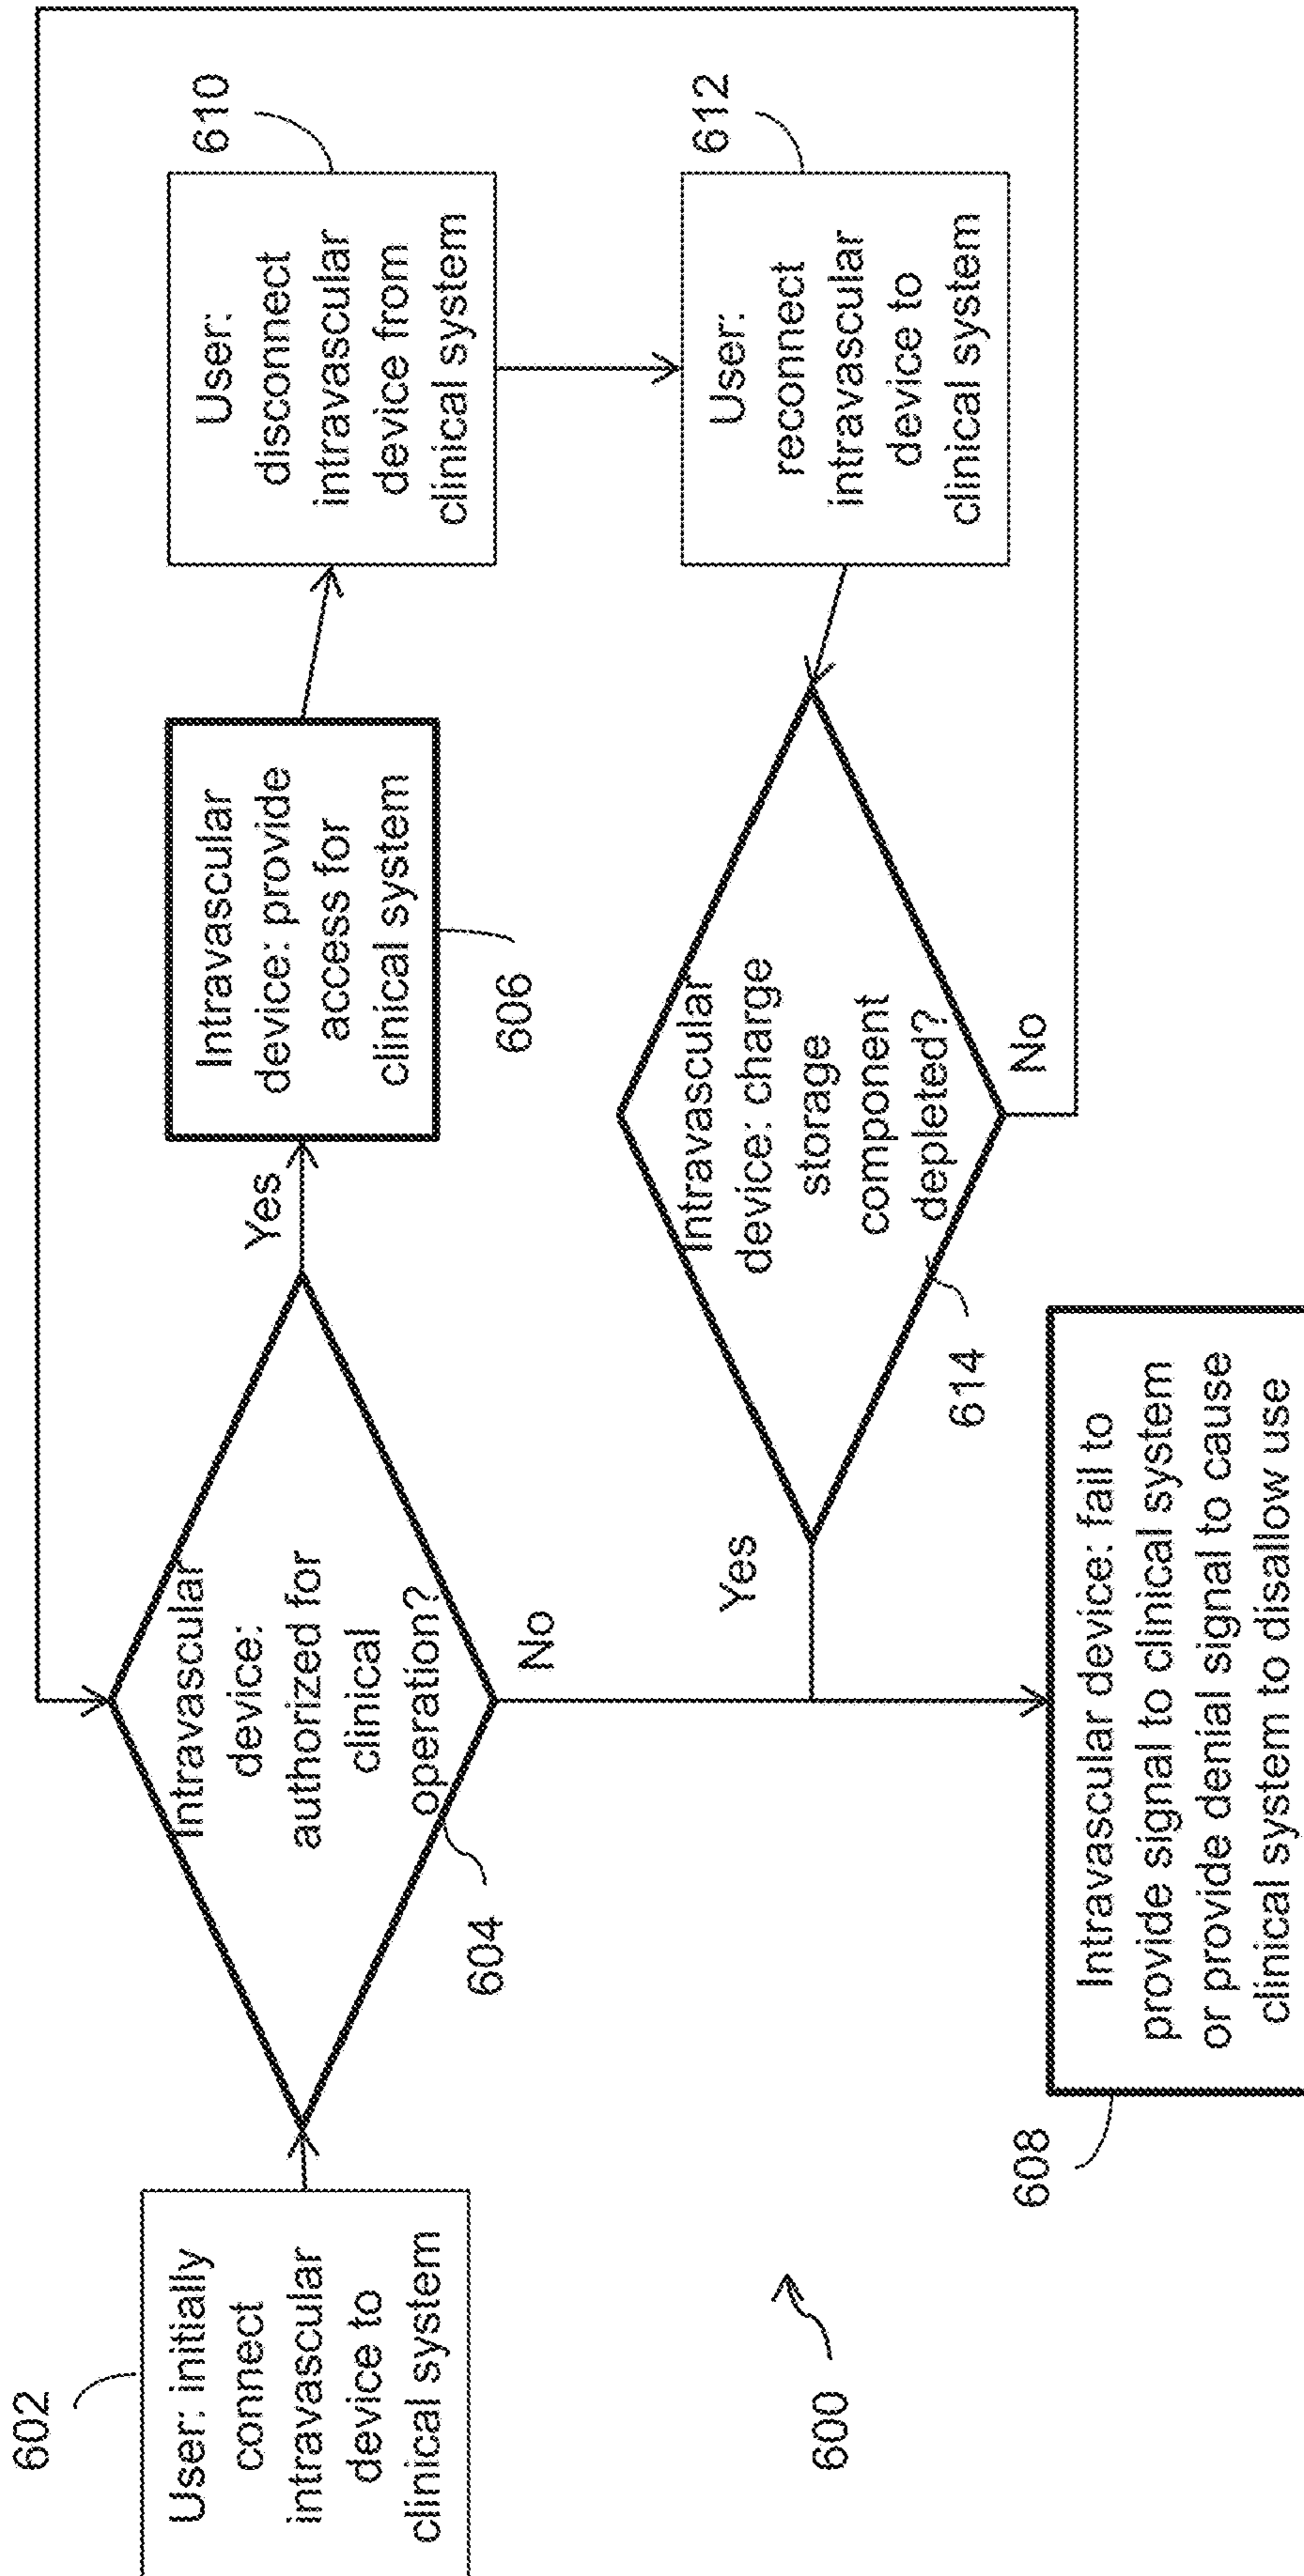 602
User: initially
connect
intravascular
device to
clinical system
Intravascular
device:
authorized for
clinical
operation?
604
Yes
No
Intravascular
device: provide
access for
clinical system
606
User:
disconnect
intravascular
device from
clinical system
610
User:
reconnect
intravascular
device to
clinical system
612
Intravascular
device: charge
storage
component
depleted?
614
Yes
No
Intravascular device: fail to
provide signal to clinical system
or provide denial signal to cause
clinical system to disallow use
608
600